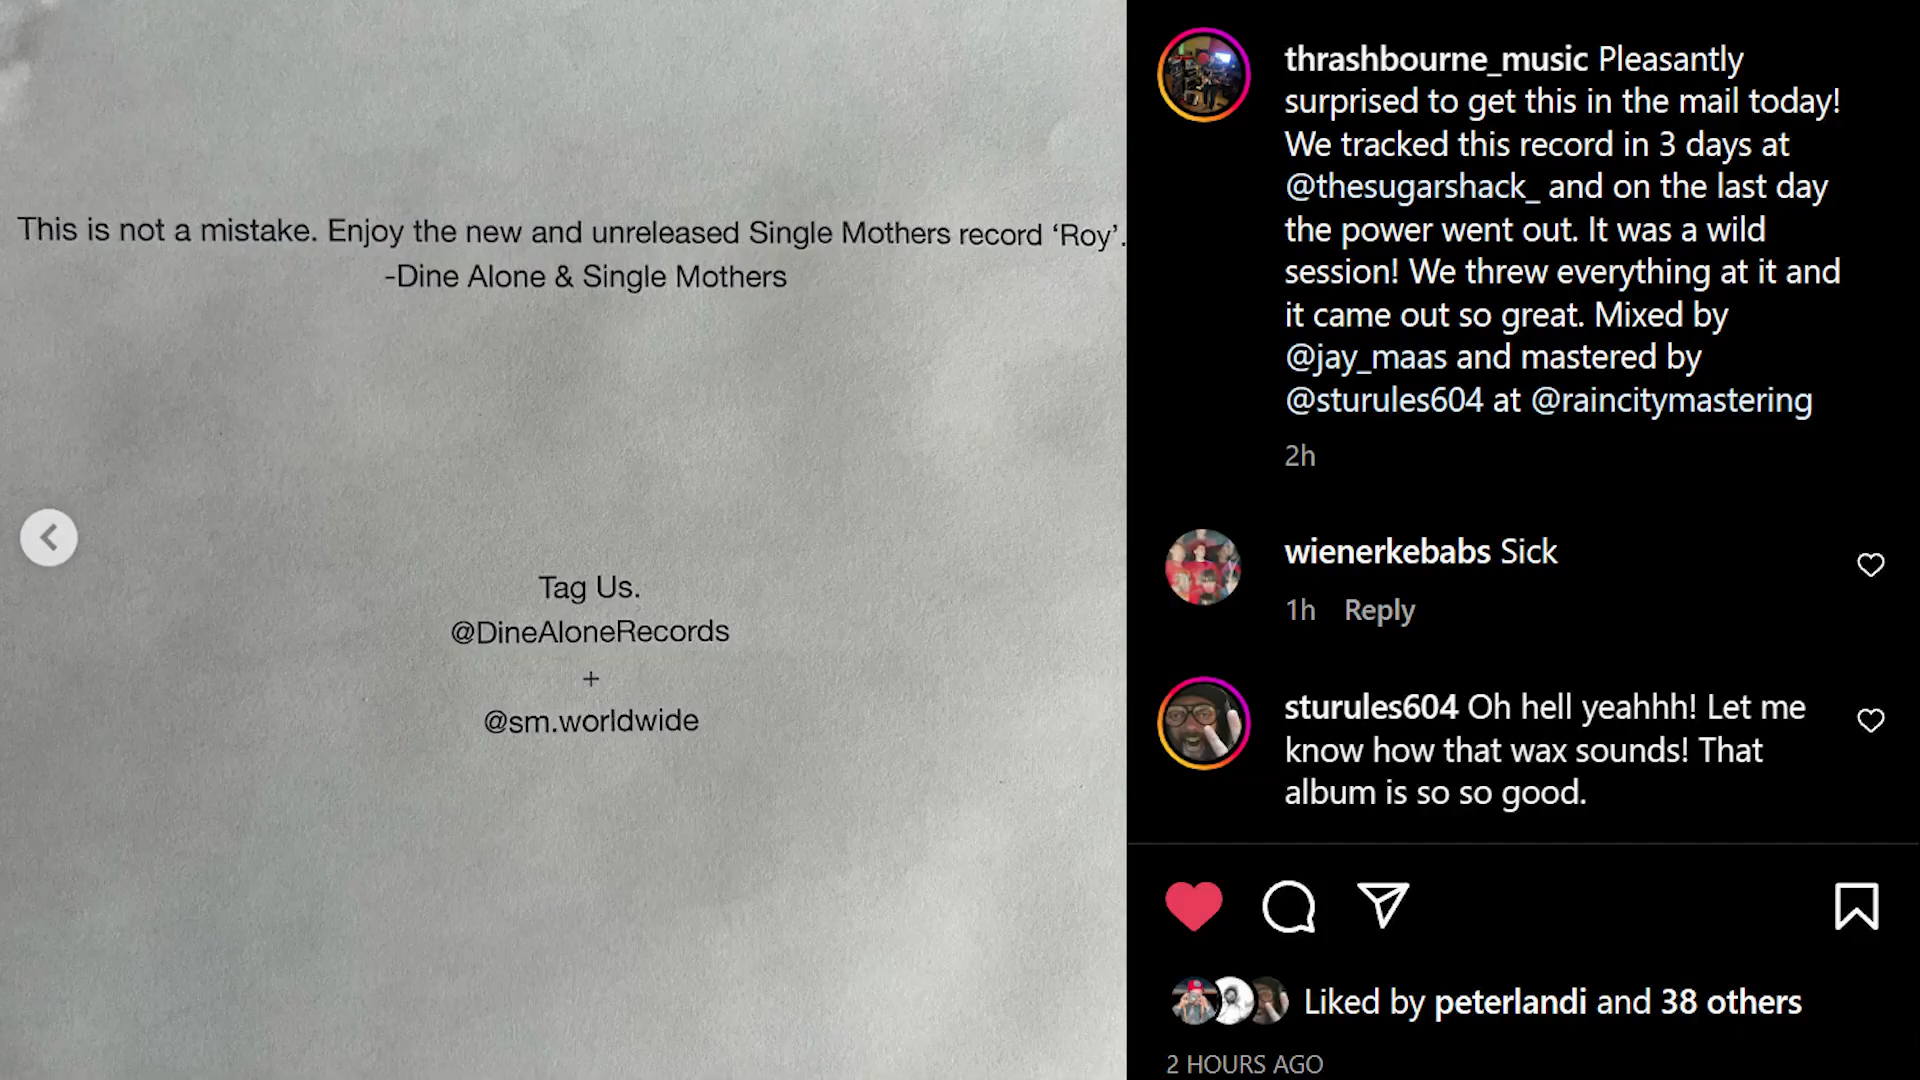 This is not a mistake. Enjoy the new and unreleased Single Mothers record ‘Roy’.
-Dine Alone & Single Mothers
Tag Us.
@DineAloneRecords
+
@sm.worldwide
thrashbourne_music Pleasantly
surprised to get this in the mail today!
We tracked this record in 3 days at
@thesugarshack_ and on the last day
the power went out. It was a wild
session! We threw everything at it and
it came out so great. Mixed by
@jay_maas and mastered by
@sturules604 at @raincitymastering
2h
wienerkebabs Sick
1h Reply
sturules604 Oh hell yeahhh! Let me
know how that wax sounds! That
album is so so good.
Liked by peterlandi and 38 others
2 HOURS AGO